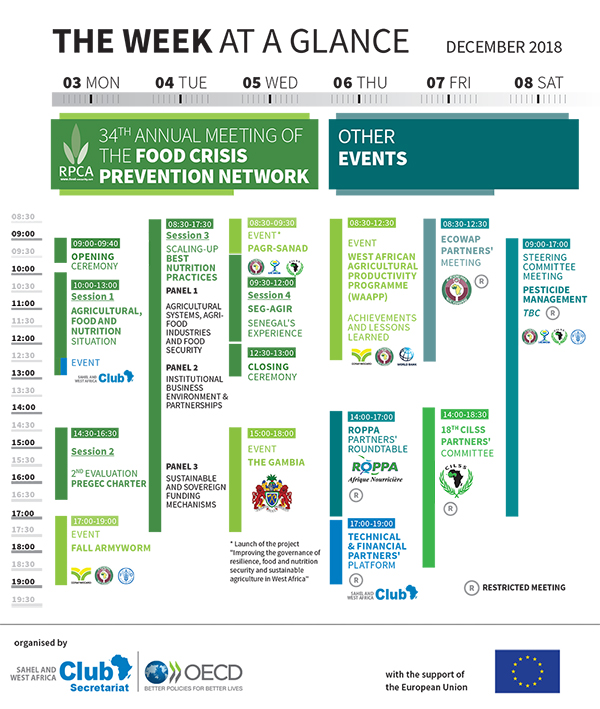 THE WEEK AT A GLANCE
DECEMBER 2018
03 MON
04 TUE
05 WED
06 THU
07 FRI
08 SAT
RPCA
34TH ANNUAL MEETING OF
THE FOOD CRISIS
PREVENTION NETWORK
OTHER
EVENTS
08:30
09:00
09:30
10:00
10:30
11:00
11:30
12:00
12:30
13:00
13:30
14:00
14:30
15:00
15:30
16:00
16:30
17:00
17:30
18:00
18:30
19:00
19:30
09:00-09:40
OPENING
CEREMONY
10:00-13:00
Session 1
AGRICULTURAL,
FOOD AND
NUTRITION
SITUATION
EVENT
SAHEL AND
WEST AFRICA Club
14:30-16:30
Session 2
2ND EVALUATION
PREGEC CHARTER
17:00-19:00
EVENT
FALL ARMYWORM
08:30-17:30
Session 3
SCALING-UP
BEST
NUTRITION
PRACTICES
PANEL 1
AGRICULTURAL
SYSTEMS, AGRI-
FOOD
INDUSTRIES
AND FOOD
SECURITY
PANEL 2
INSTITUTIONAL
BUSINESS
ENVIRONMENT &
PARTNERSHIPS
PANEL 3
SUSTAINABLE
AND SOVEREIGN
FUNDING
MECHANISMS
08:30-09:30
EVENT*
PAGR-SANAD
09:30-12:00
Session 4
SEG-AGIR
SENEGAL'S
EXPERIENCE
12:30-13:00
CLOSING
CEREMONY
15:00-18:00
EVENT
THE GAMBIA
* Launch of the project
"Improving the governance of
resilience, food and nutrition
security and sustainable
agriculture in West Africa"
08:30-12:30
EVENT
WEST AFRICAN
AGRICULTURAL
PRODUCTIVITY
PROGRAMME
(WAAPP)
ACHIEVEMENTS
AND LESSONS
LEARNED
WORLD BANK
14:00-17:00
ROPPA
PARTNERS'
ROUNDTABLE
ROPPA
Afrique Nourricière
R
17:00-19:00
TECHNICAL
& FINANCIAL
PARTNERS'
PLATFORM
R
SAHEL AND
WEST AFRICA Club
08:30-12:30
ECOWAP
PARTNERS'
MEETING
R
14:00-18:30
18TH CILSS
PARTNERS'
COMMITTEE
CILSS
R
09:00-17:00
STEERING
COMMITTEE
MEETING
PESTICIDE
MANAGEMENT
TBC R
R RESTRICTED MEETING
organised by
SAHEL AND
WEST AFRICA Club
Secretariat
OECD
BETTER POLICIES FOR BETTER LIVES
with the support of
the European Union